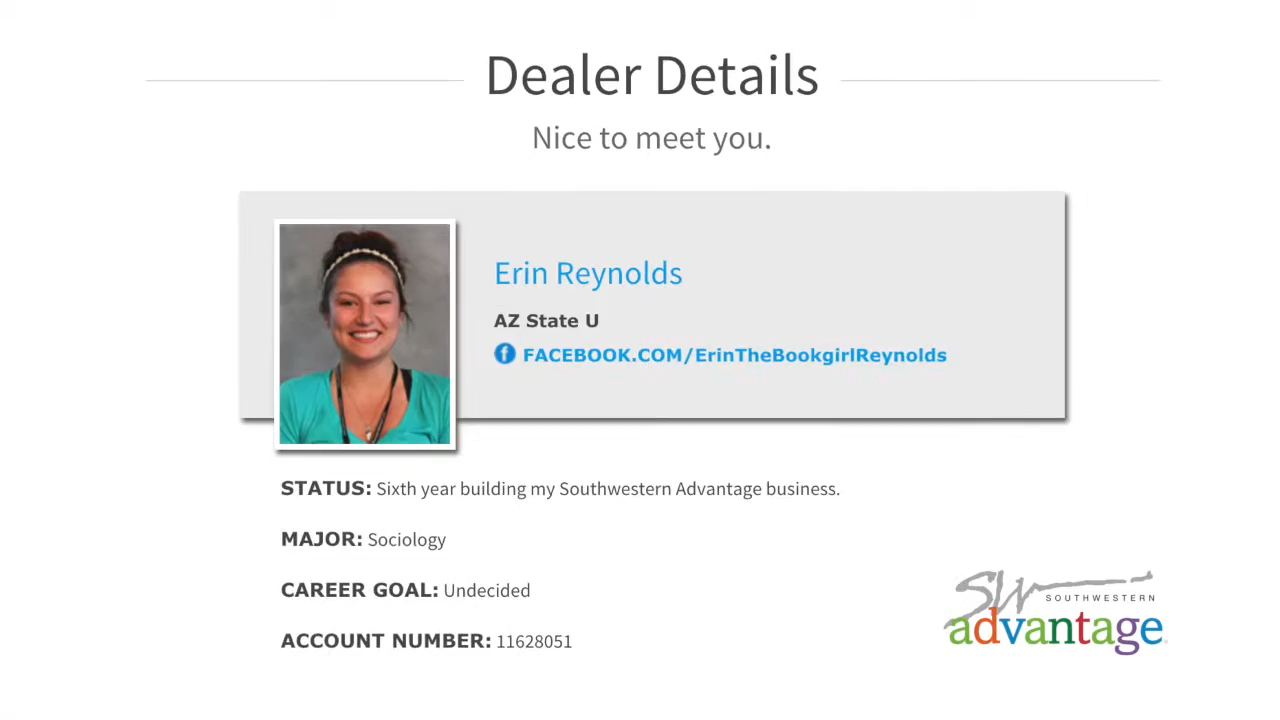 Dealer Details
Nice to meet you.
Erin Reynolds
AZ State U
FACEBOOK.COM/ErinTheBookgirlReynolds
STATUS: Sixth year building my Southwestern Advantage business.
MAJOR: Sociology
CAREER GOAL: Undecided
ACCOUNT NUMBER: 11628051
SW SOUTHWESTERN
advantage